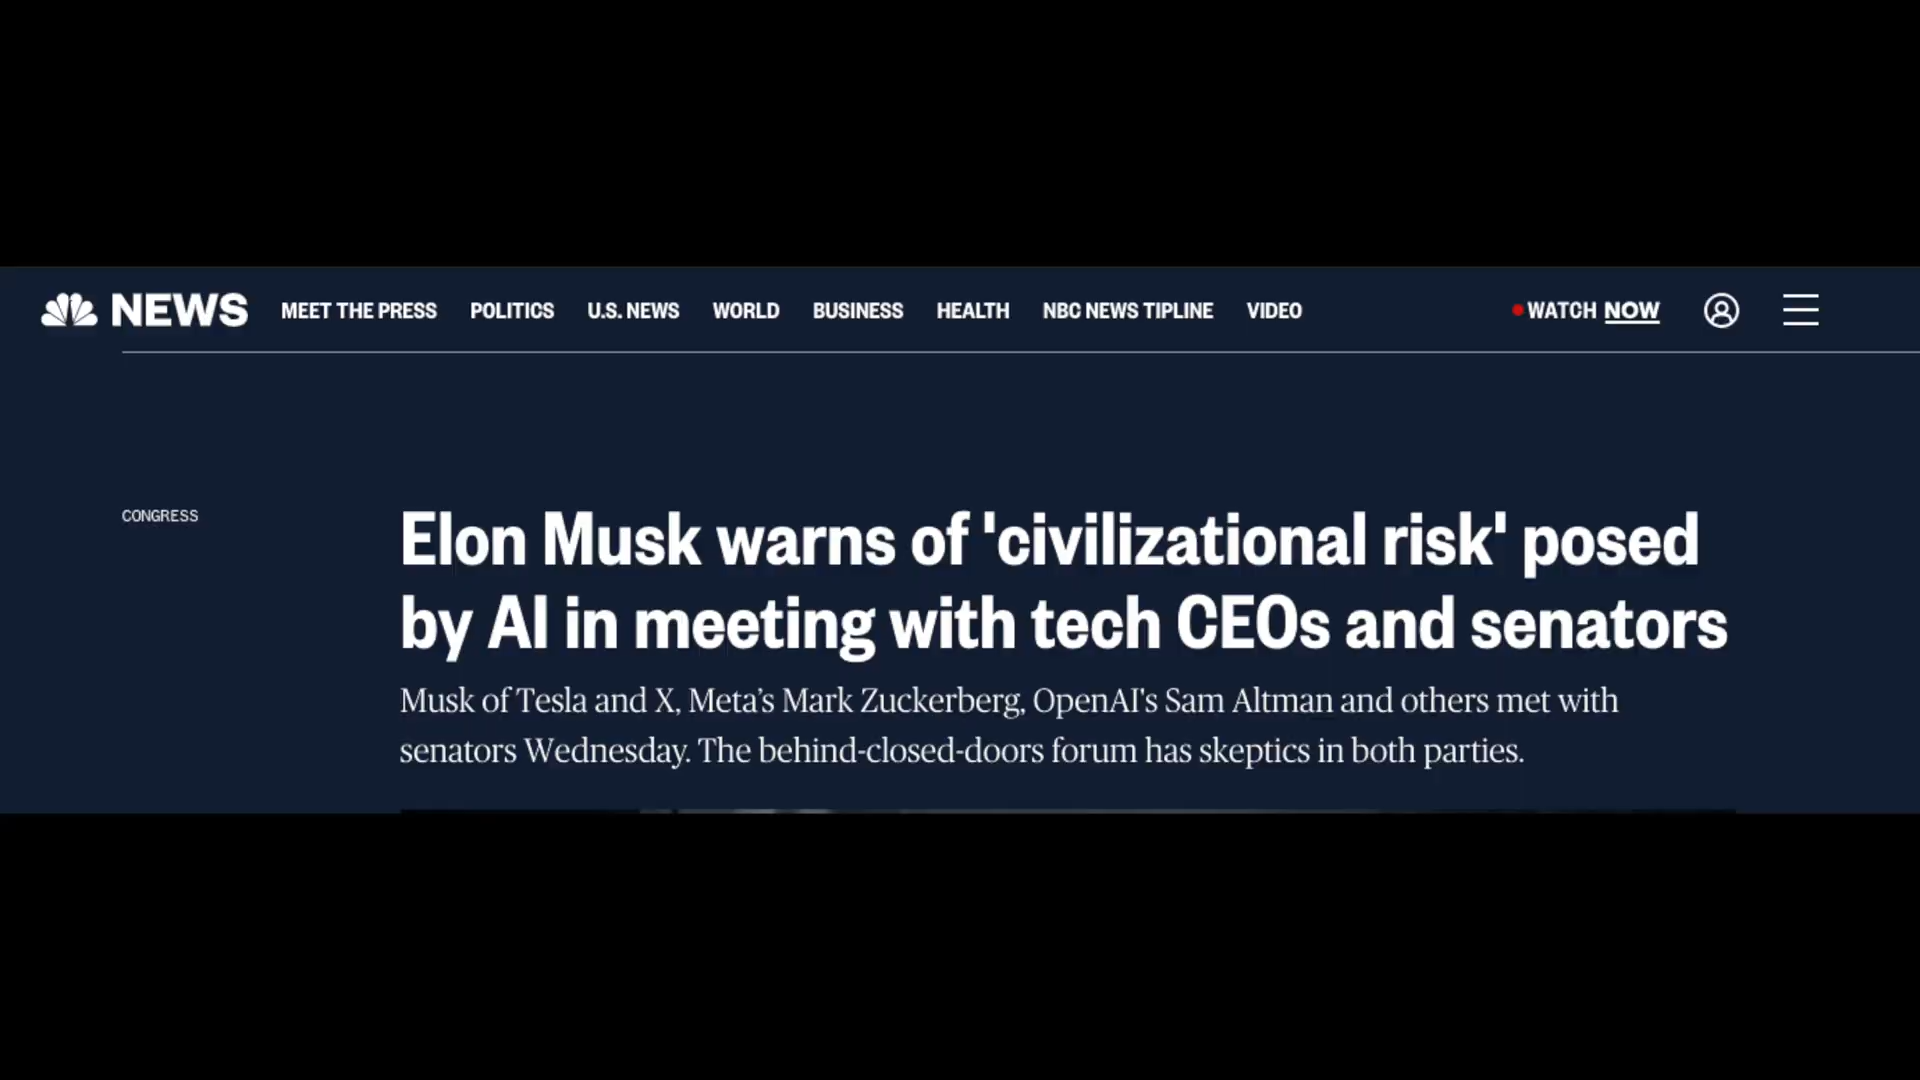 NEWS MEET THE PRESS POLITICS U.S. NEWS WORLD BUSINESS HEALTH NBC NEWS TIPLINE VIDEO WATCH NOW
CONGRESS
Elon Musk warns of 'civilizational risk' posed
by AI in meeting with tech CEOs and senators
Musk of Tesla and X, Meta’s Mark Zuckerberg, OpenAI's Sam Altman and others met with
senators Wednesday. The behind-closed-doors forum has skeptics in both parties.